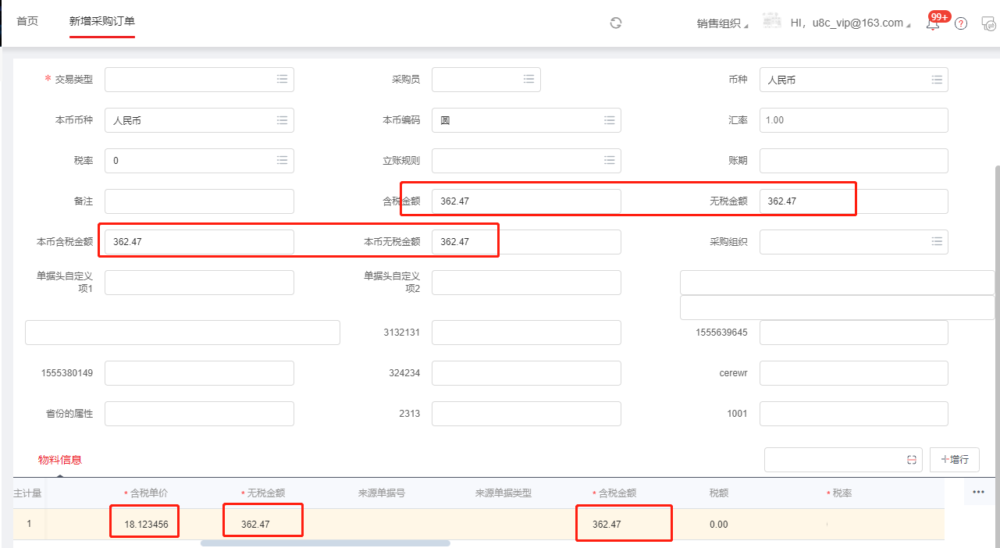 首页 新增采购订单 销售组织 HI，u8c_vip@163.com 99+ ?
* 交易类型 采购员 币种 人民币
本币币种 人民币 本币编码 圆 汇率 1.00
税率 0 立账规则 账期
备注 含税金额 362.47 无税金额 362.47
本币含税金额 362.47 本币无税金额 362.47 采购组织
单据头自定义 单据头自定义
项1 项2
3132131 1555639645
1555380149 324234 cerewr
省份的属性 2313 1001
物料信息 +增行
主计量 * 含税单价 * 无税金额 来源单据号 来源单据类型 * 含税金额 税额 * 税率 •••
1 18.123456 362.47 362.47 0.00